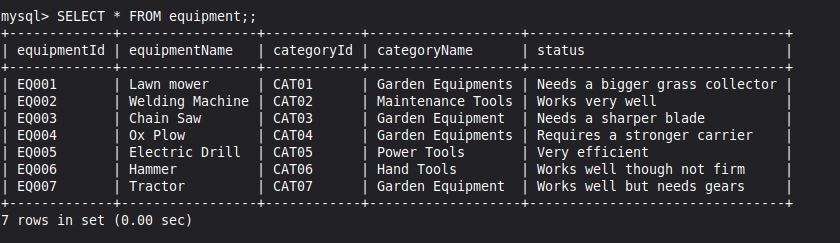 mysql> SELECT * FROM equipment;;
+-------------+-----------------+------------+-------------------+-------------------------------+
| equipmentId | equipmentName   | categoryId | categoryName      | status                        |
+-------------+-----------------+------------+-------------------+-------------------------------+
| EQ001       | Lawn mower      | CAT01      | Garden Equipments | Needs a bigger grass collector |
| EQ002       | Welding Machine | CAT02      | Maintenance Tools | Works very well               |
| EQ003       | Chain Saw       | CAT03      | Garden Equipment  | Needs a sharper blade         |
| EQ004       | Ox Plow         | CAT04      | Garden Equipments | Requires a stronger carrier   |
| EQ005       | Electric Drill  | CAT05      | Power Tools       | Very efficient                |
| EQ006       | Hammer          | CAT06      | Hand Tools        | Works well though not firm    |
| EQ007       | Tractor         | CAT07      | Garden Equipment  | Works well but needs gears    |
+-------------+-----------------+------------+-------------------+-------------------------------+
7 rows in set (0.00 sec)